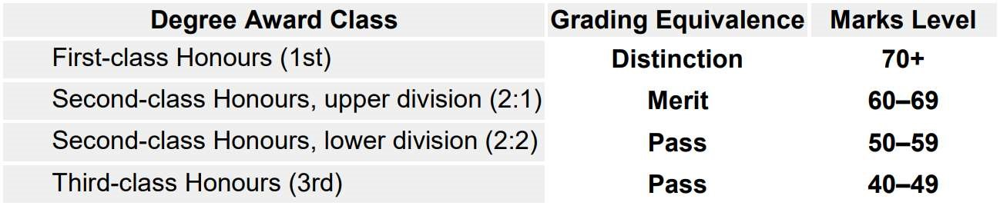 Degree Award Class Grading Equivalence Marks Level
First-class Honours (1st) Distinction 70+
Second-class Honours, upper division (2:1) Merit 60–69
Second-class Honours, lower division (2:2) Pass 50–59
Third-class Honours (3rd) Pass 40–49